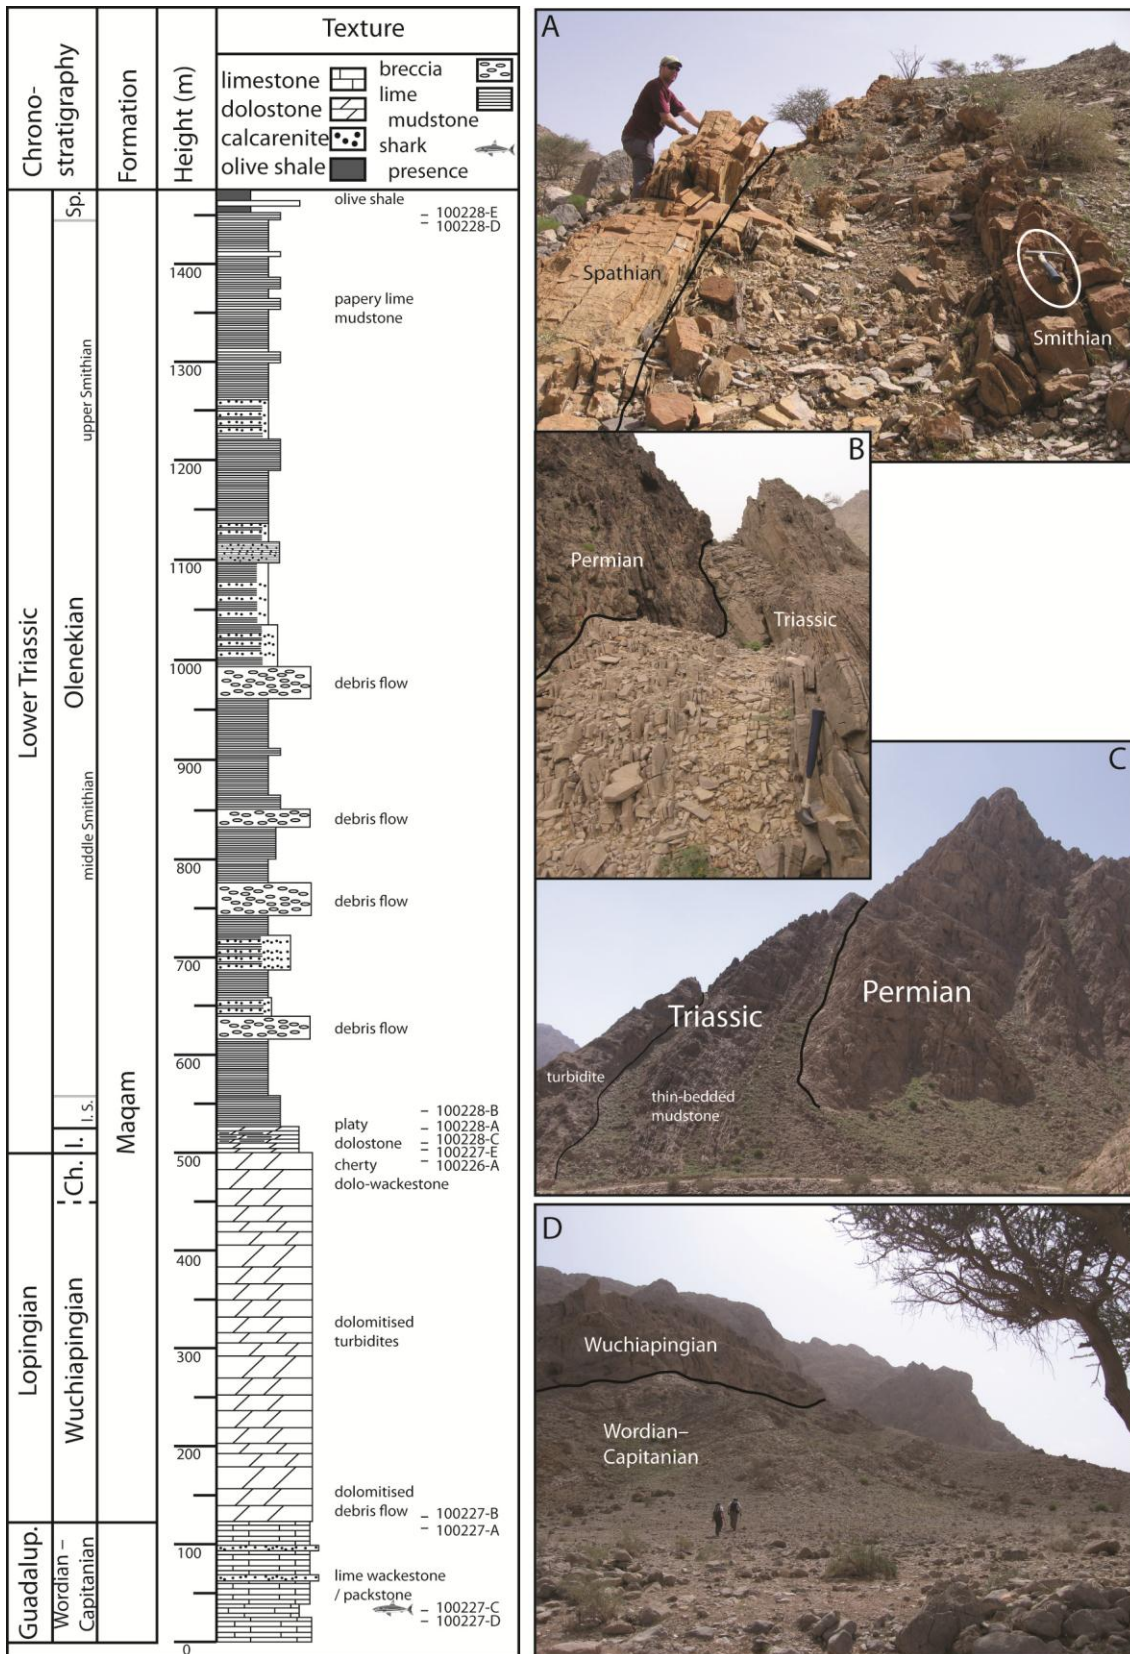 Texture
Chrono-
stratigraphy
Formation
Height (m)
limestone
dolostone
calcarenite
olive shale
breccia
lime
mudstone
shark
presence
Lower Triassic
Lopingian
Guadalup.
Sp.
Olenekian
upper Smithian
middle Smithian
l. S.
I.
Ch.
Wuchiapingian
Wordian –
Capitanian
Maqam
1400
1300
1200
1100
1000
900
800
700
600
500
400
300
200
100
0
olive shale
100228-E
100228-D
papery lime
mudstone
debris flow
debris flow
debris flow
debris flow
100228-B
platy
100228-A
dolostone
100228-C
100227-E
cherty
100226-A
dolo-wackestone
dolomitised
turbidites
dolomitised
debris flow
100227-B
100227-A
lime wackestone
/ packstone
100227-C
100227-D
A
Spathian
Smithian
B
Permian
Triassic
C
Permian
Triassic
turbidite
thin-bedded
mudstone
D
Wuchiapingian
Wordian–
Capitanian